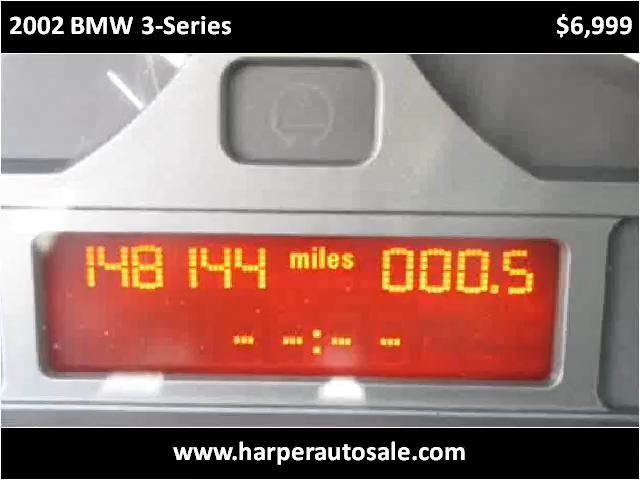 2002 BMW 3-Series $6,999
148144 miles 000.5
- -:- -
www.harperautosale.com